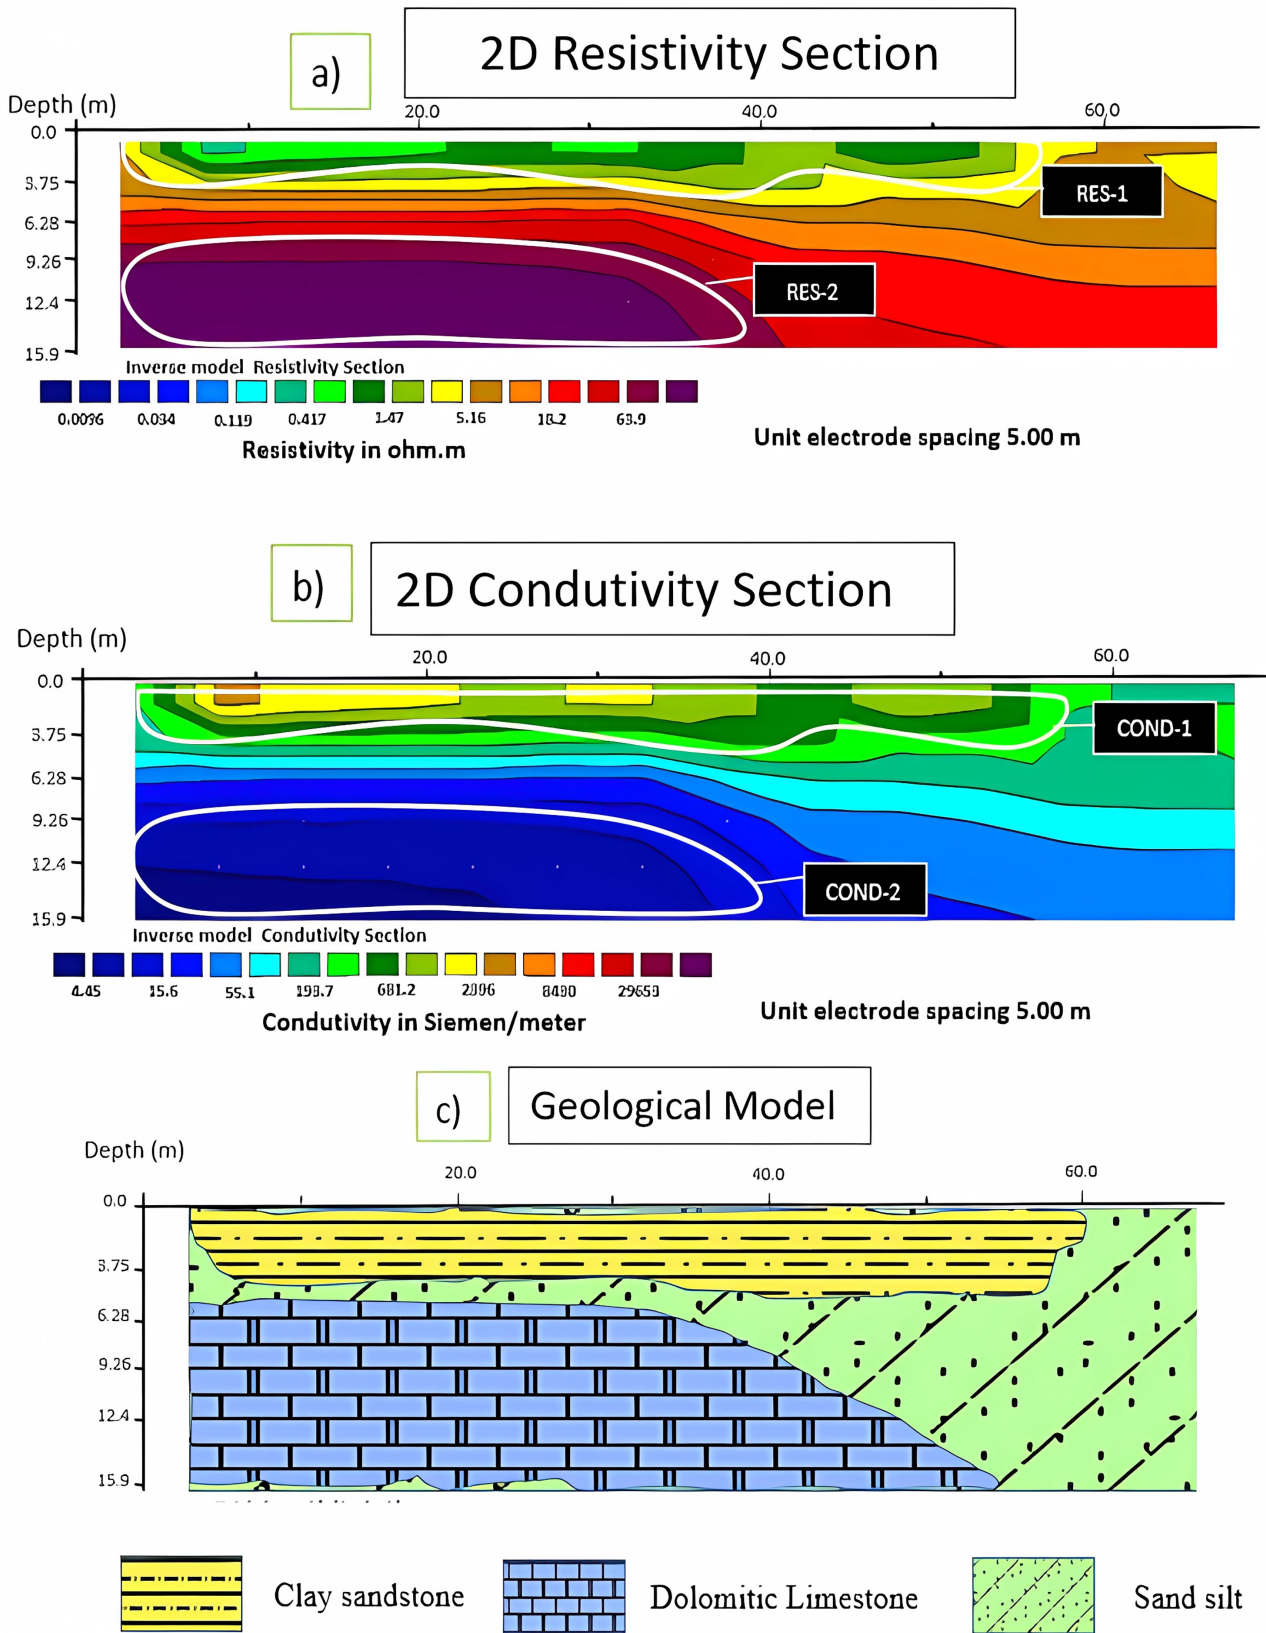 a)
2D Resistivity Section
Depth (m)
20.0
40.0
60.0
0.0
3.75
6.28
9.26
12.4
15.9
RES-1
RES-2
Inverse model Resistivity Section
0.0096 0.034 0.119 0.417 1.47 5.16 18.2 63.9
Resistivity in ohm.m
Unit electrode spacing 5.00 m
b)
2D Condutivity Section
Depth (m)
20.0
40.0
60.0
0.0
3.75
6.28
9.26
12.4
15.9
COND-1
COND-2
Inverse model Condutivity Section
4.45 15.6 55.1 681.2 29650
Condutivity in Siemen/meter
Unit electrode spacing 5.00 m
c)
Geological Model
Depth (m)
20.0
40.0
60.0
0.0
3.75
6.28
9.26
12.4
15.9
Clay sandstone
Dolomitic Limestone
Sand silt